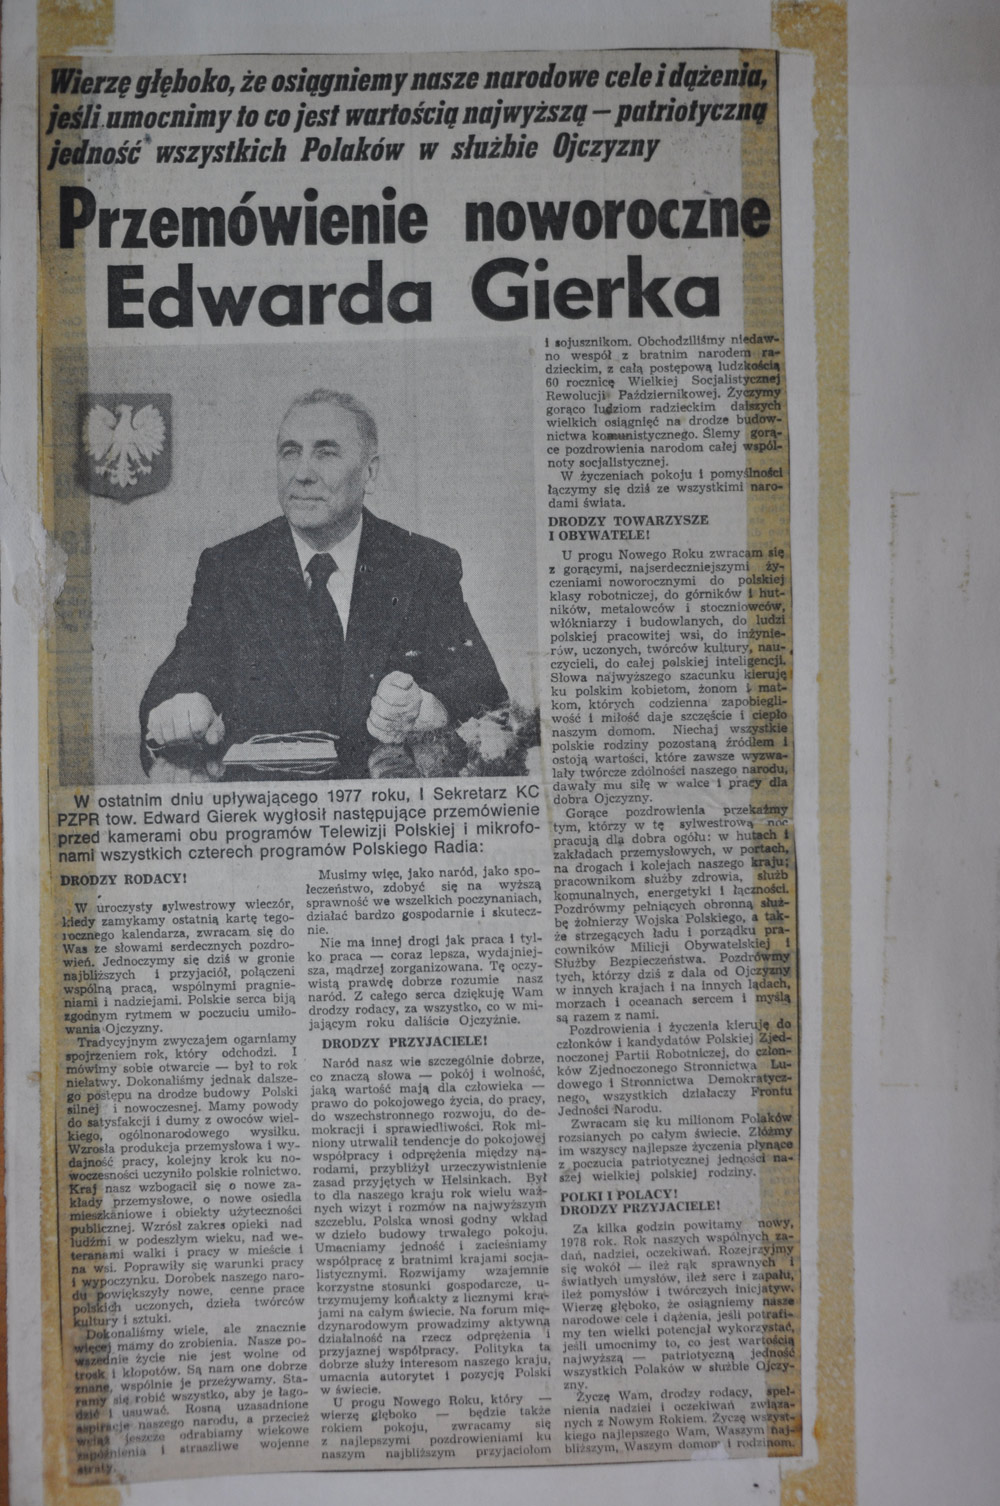 Wierzę głęboko, że osiągniemy nasze narodowe cele i dążenia,
jeśli umocnimy to co jest wartością najwyższą — patriotyczną
jedność wszystkich Polaków w służbie Ojczyzny
Przemówienie noworoczne
Edwarda Gierka
W ostatnim dniu upływającego 1977 roku, I Sekretarz KC
PZPR tow. Edward Gierek wygłosił następujące przemówienie
przed kamerami obu programów Telewizji Polskiej i mikrofo-
nami wszystkich czterech programów Polskiego Radia:
DRODZY RODACY!
W uroczysty sylwestrowy wieczór,
kiedy zamykamy ostatnią kartę tego-
rocznego kalendarza, zwracam się do
Was ze słowami serdecznych pozdro-
wień. Jednoczymy się dziś w gronie
najbliższych i przyjaciół, połączeni
wspólną pracą, wspólnymi pragnie-
niami i nadziejami. Polskie serca biją
zgodnym rytmem w poczuciu umiło-
wania Ojczyzny.
Tradycyjnym zwyczajem ogarniamy
spojrzeniem rok, który odchodzi. I
mówimy sobie otwarcie — był to rok
niełatwy. Dokonaliśmy jednak dalsze-
go postępu na drodze budowy Polski
silnej i nowoczesnej. Mamy powody
do satysfakcji i dumy z owoców wiel-
kiego, ogólnonarodowego wysiłku.
Wzrosła produkcja przemysłowa i wy-
dajność pracy, kolejny krok ku no-
woczesności uczyniło polskie rolnictwo.
Kraj nasz wzbogacił się o nowe za-
kłady przemysłowe, o nowe osiedla
mieszkaniowe i obiekty użyteczności
publicznej. Wzrósł zakres opieki nad
ludźmi w podeszłym wieku, nad we-
teranami walki i pracy w mieście i
na wsi. Poprawiły się warunki pracy
i wypoczynku. Dorobek naszego naro-
du powiększyły nowe, cenne prace
polskich uczonych, dzieła twórców
kultury i sztuki.
Dokonaliśmy wiele, ale znacznie
więcej mamy do zrobienia. Nasze po-
wszednie życie nie jest wolne od
trosk i kłopotów. Są nam one dobrze
znane, wspólnie je przeżywamy. Sta-
ramy się robić wszystko, aby je łago-
dzić i usuwać. Rosną uzasadnione
aspiracje naszego narodu, a przecież
wciąż jeszcze odrabiamy wiekowe
zapóźnienia i straszliwe wojenne
straty.
Musimy więc, jako naród, jako spo-
łeczeństwo, zdobyć się na wyższą
sprawność we wszelkich poczynaniach,
działać bardzo gospodarnie i skutecz-
nie.
Nie ma innej drogi jak praca i tyl-
ko praca — coraz lepsza, wydajniej-
sza, mądrzej zorganizowana. Tę oczy-
wistą prawdę dobrze rozumie nasz
naród. Z całego serca dziękuję Wam
drodzy rodacy, za wszystko, co w mi-
jającym roku daliście Ojczyźnie.
DRODZY PRZYJACIELE!
Naród nasz wie szczególnie dobrze,
co znaczą słowa — pokój i wolność,
jaką wartość mają dla człowieka —
prawo do pokojowego życia, do pracy,
do wszechstronnego rozwoju, do de-
mokracji i sprawiedliwości. Rok mi-
niony utrwalił tendencje do pokojowej
współpracy i odprężenia między na-
rodami, przybliżył urzeczywistnienie
zasad przyjętych w Helsinkach. Był
to dla naszego kraju rok wielu waż-
nych wizyt i rozmów na najwyższym
szczeblu. Polska wnosi godny wkład
w dzieło budowy trwałego pokoju.
Umacniamy jedność i zacieśniamy
współpracę z bratnimi krajami socja-
listycznymi. Rozwijamy wzajemnie
korzystne stosunki gospodarcze, u-
trzymujemy kontakty z licznymi kra-
jami na całym świecie. Na forum mię-
dzynarodowym prowadzimy aktywną
działalność na rzecz odprężenia i
przyjaznej współpracy. Polityka ta
dobrze służy interesom naszego kraju,
umacnia autorytet i pozycję Polski
w świecie.
U progu Nowego Roku, który —
wierzę głęboko — będzie także
rokiem pokoju, zwracamy się
z najlepszymi pozdrowieniami ku
naszym najbliższym przyjaciołom
i sojusznikom. Obchodziliśmy niedaw-
no wespół z bratnim narodem ra-
dzieckim, z całą postępową ludzkością
60 rocznicę Wielkiej Socjalistycznej
Rewolucji Październikowej. Życzymy
gorąco ludziom radzieckim dalszych
wielkich osiągnięć na drodze budow-
nictwa komunistycznego. Ślemy gorą-
ce pozdrowienia narodom całej wspól-
noty socjalistycznej.
W życzeniach pokoju i pomyślności
łączymy się dziś ze wszystkimi naro-
dami świata.
DRODZY TOWARZYSZE
I OBYWATELE!
U progu Nowego Roku zwracam się
z gorącymi, najserdeczniejszymi ży-
czeniami noworocznymi do polskiej
klasy robotniczej, do górników i hut-
ników, metalowców i stoczniowców,
włókniarzy i budowlanych, do ludzi
polskiej pracowitej wsi, do inżynie-
rów, uczonych, twórców kultury, nau-
czycieli, do całej polskiej inteligencji.
Słowa najwyższego szacunku kieruję
ku polskim kobietom, żonom i mat-
kom, których codzienna zapobiegli-
wość i miłość daje szczęście i ciepło
naszym domom. Niechaj wszystkie
polskie rodziny pozostaną źródłem i
ostoją wartości, które zawsze wyzwa-
lały twórcze zdolności naszego narodu,
dawały mu siłę w walce i pracy dla
dobra Ojczyzny.
Gorące pozdrowienia przekażmy
tym, którzy w tę sylwestrową noc
pracują dla dobra ogółu: w hutach i
zakładach przemysłowych, w portach,
na drogach i kolejach naszego kraju;
pracownikom służby zdrowia, służb
komunalnych, energetyki i łączności.
Pozdrówmy pełniących obronną służ-
bę żołnierzy Wojska Polskiego, a tak-
że strzegących ładu i porządku pra-
cowników Milicji Obywatelskiej i
Służby Bezpieczeństwa. Pozdrówmy
tych, którzy dziś z dala od Ojczyzny
w innych krajach i na innych lądach,
morzach i oceanach sercem i myślą
są razem z nami.
Pozdrowienia i życzenia kieruję do
członków i kandydatów Polskiej Zjed-
noczonej Partii Robotniczej, do człon-
ków Zjednoczonego Stronnictwa Lu-
dowego i Stronnictwa Demokratycz-
nego, wszystkich działaczy Frontu
Jedności Narodu.
Zwracam się ku milionom Polaków
rozsianych po całym świecie. Złóżmy
im wszyscy najlepsze życzenia płynące
z poczucia patriotycznej jedności na-
szej wielkiej polskiej rodziny.
POLKI I POLACY!
DRODZY PRZYJACIELE!
Za kilka godzin powitamy nowy,
1978 rok. Rok naszych wspólnych za-
dań, nadziei, oczekiwań. Rozejrzyjmy
się wokół — ileż rąk sprawnych i
światłych umysłów, ileż serc i zapału,
ileż pomysłów i twórczych inicjatyw.
Wierzę głęboko, że osiągniemy nasze
narodowe cele i dążenia, jeśli potrafi-
my ten wielki potencjał wykorzystać,
jeśli umocnimy to, co jest wartością
najwyższą — patriotyczną jedność
wszystkich Polaków w służbie Ojczy-
zny.
Życzę Wam, drodzy rodacy, speł-
nienia nadziei i oczekiwań związa-
nych z Nowym Rokiem. Życzę wszyst-
kiego najlepszego Wam, Waszym naj-
bliższym, Waszym domom i rodzinom.